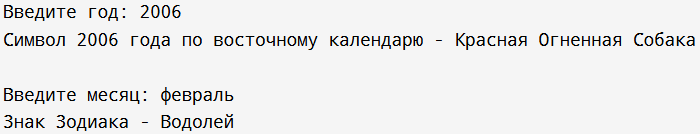 Введите год: 2006
Символ 2006 года по восточному календарю - Красная Огненная Собака
Введите месяц: февраль
Знак Зодиака - Водолей